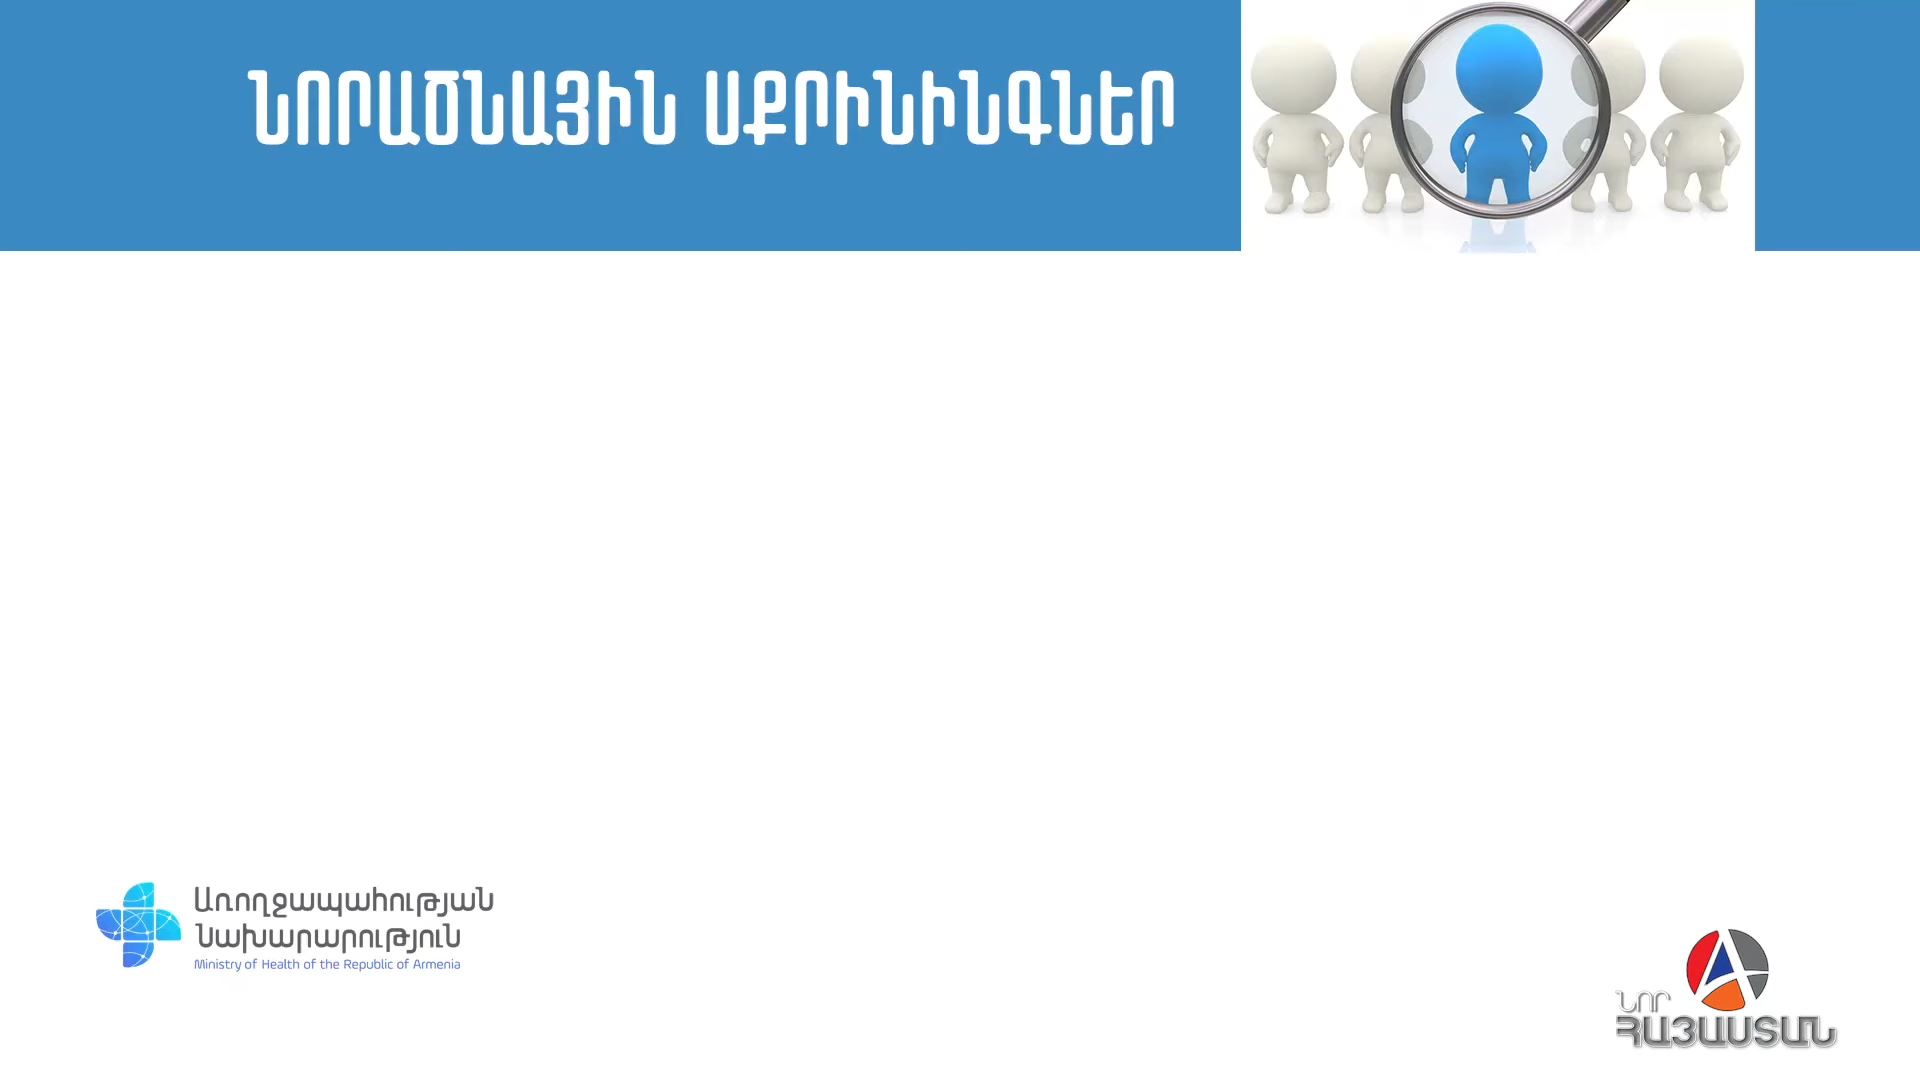 ՆՈՐԱԾՆԱՅԻՆ ՍՔՐԻՆԻՆԳՆԵՐ
Առողջապահության
Նախարարություն
Ministry of Health of the Republic of Armenia
ՆՈՐ
ՀԱՅԱՍՏԱՆ